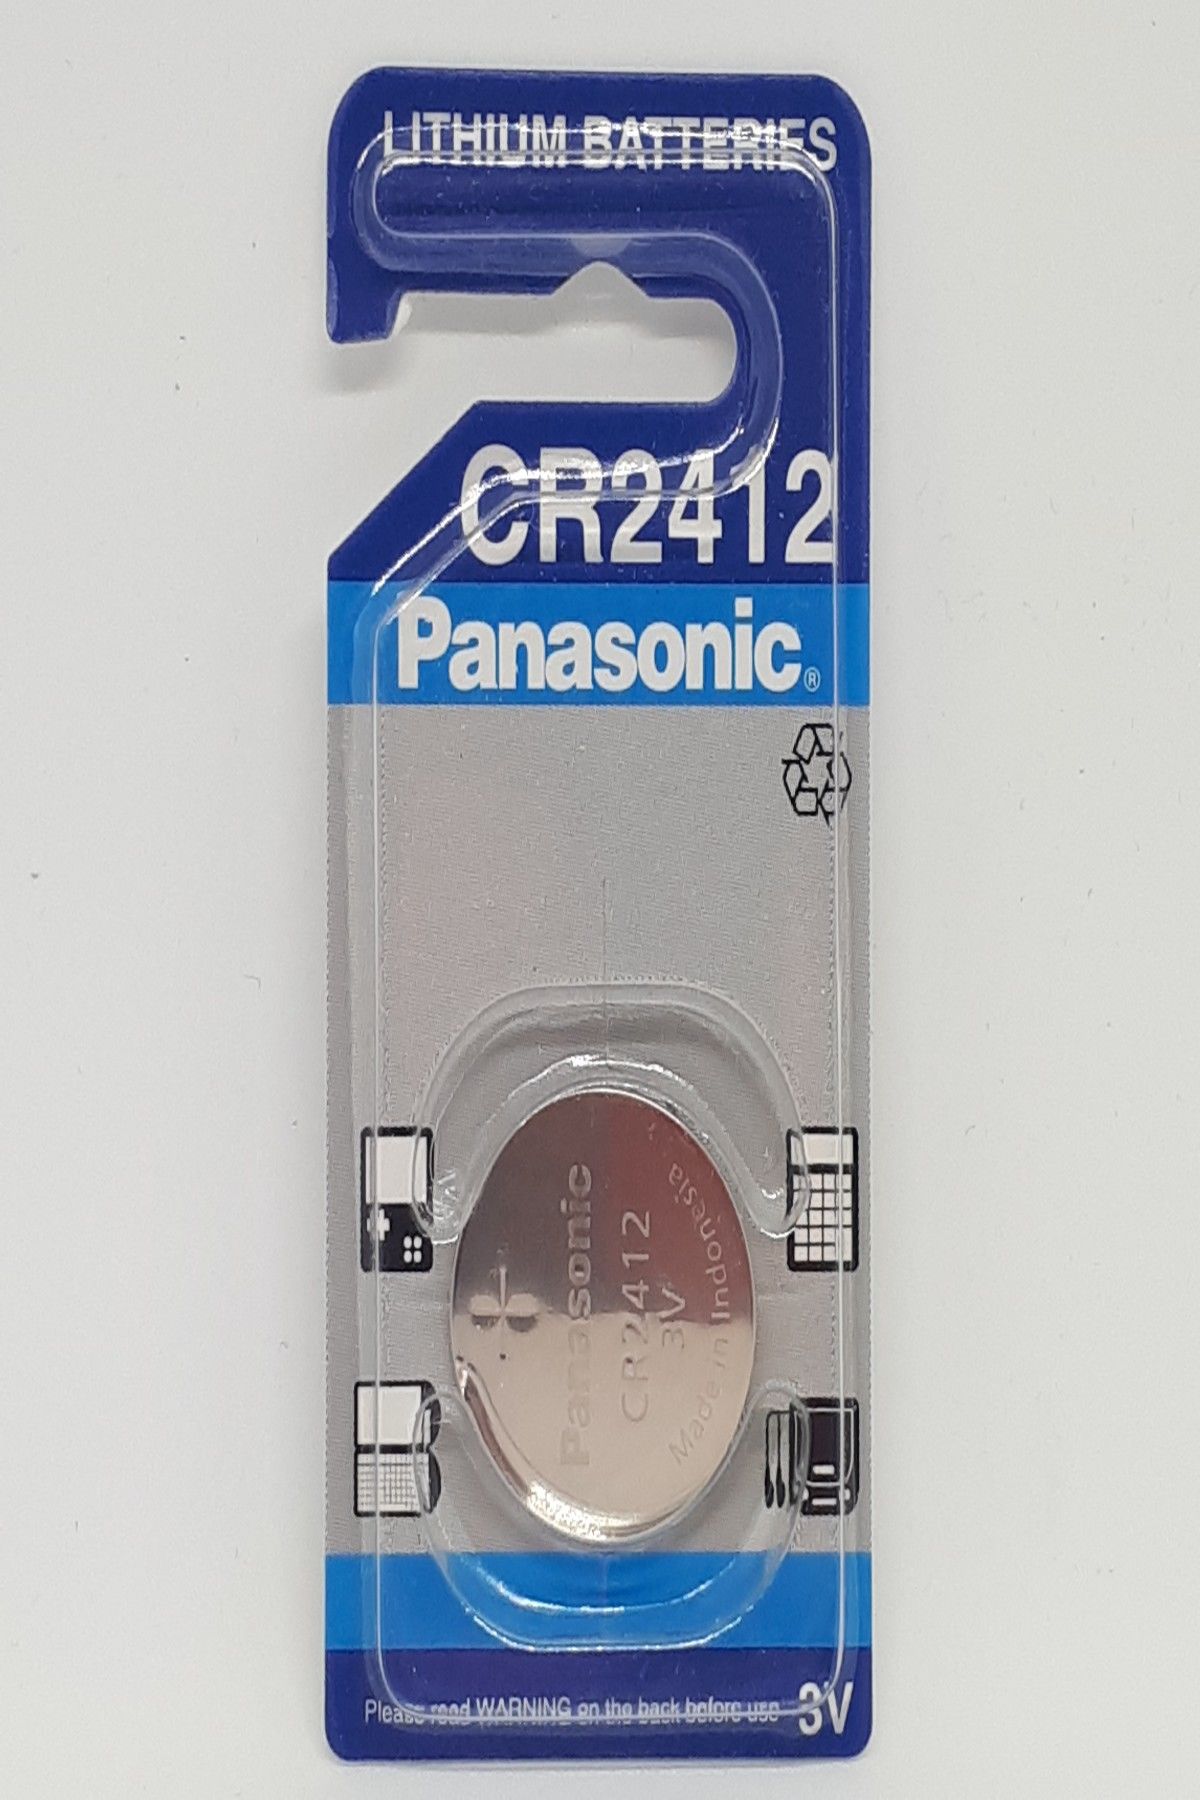 LITHIUM BATTERIES
CR2412
Panasonic®
+
Panasonic
CR2412
3V
Made in Indonesia
Please read WARNING on the back before use
3V